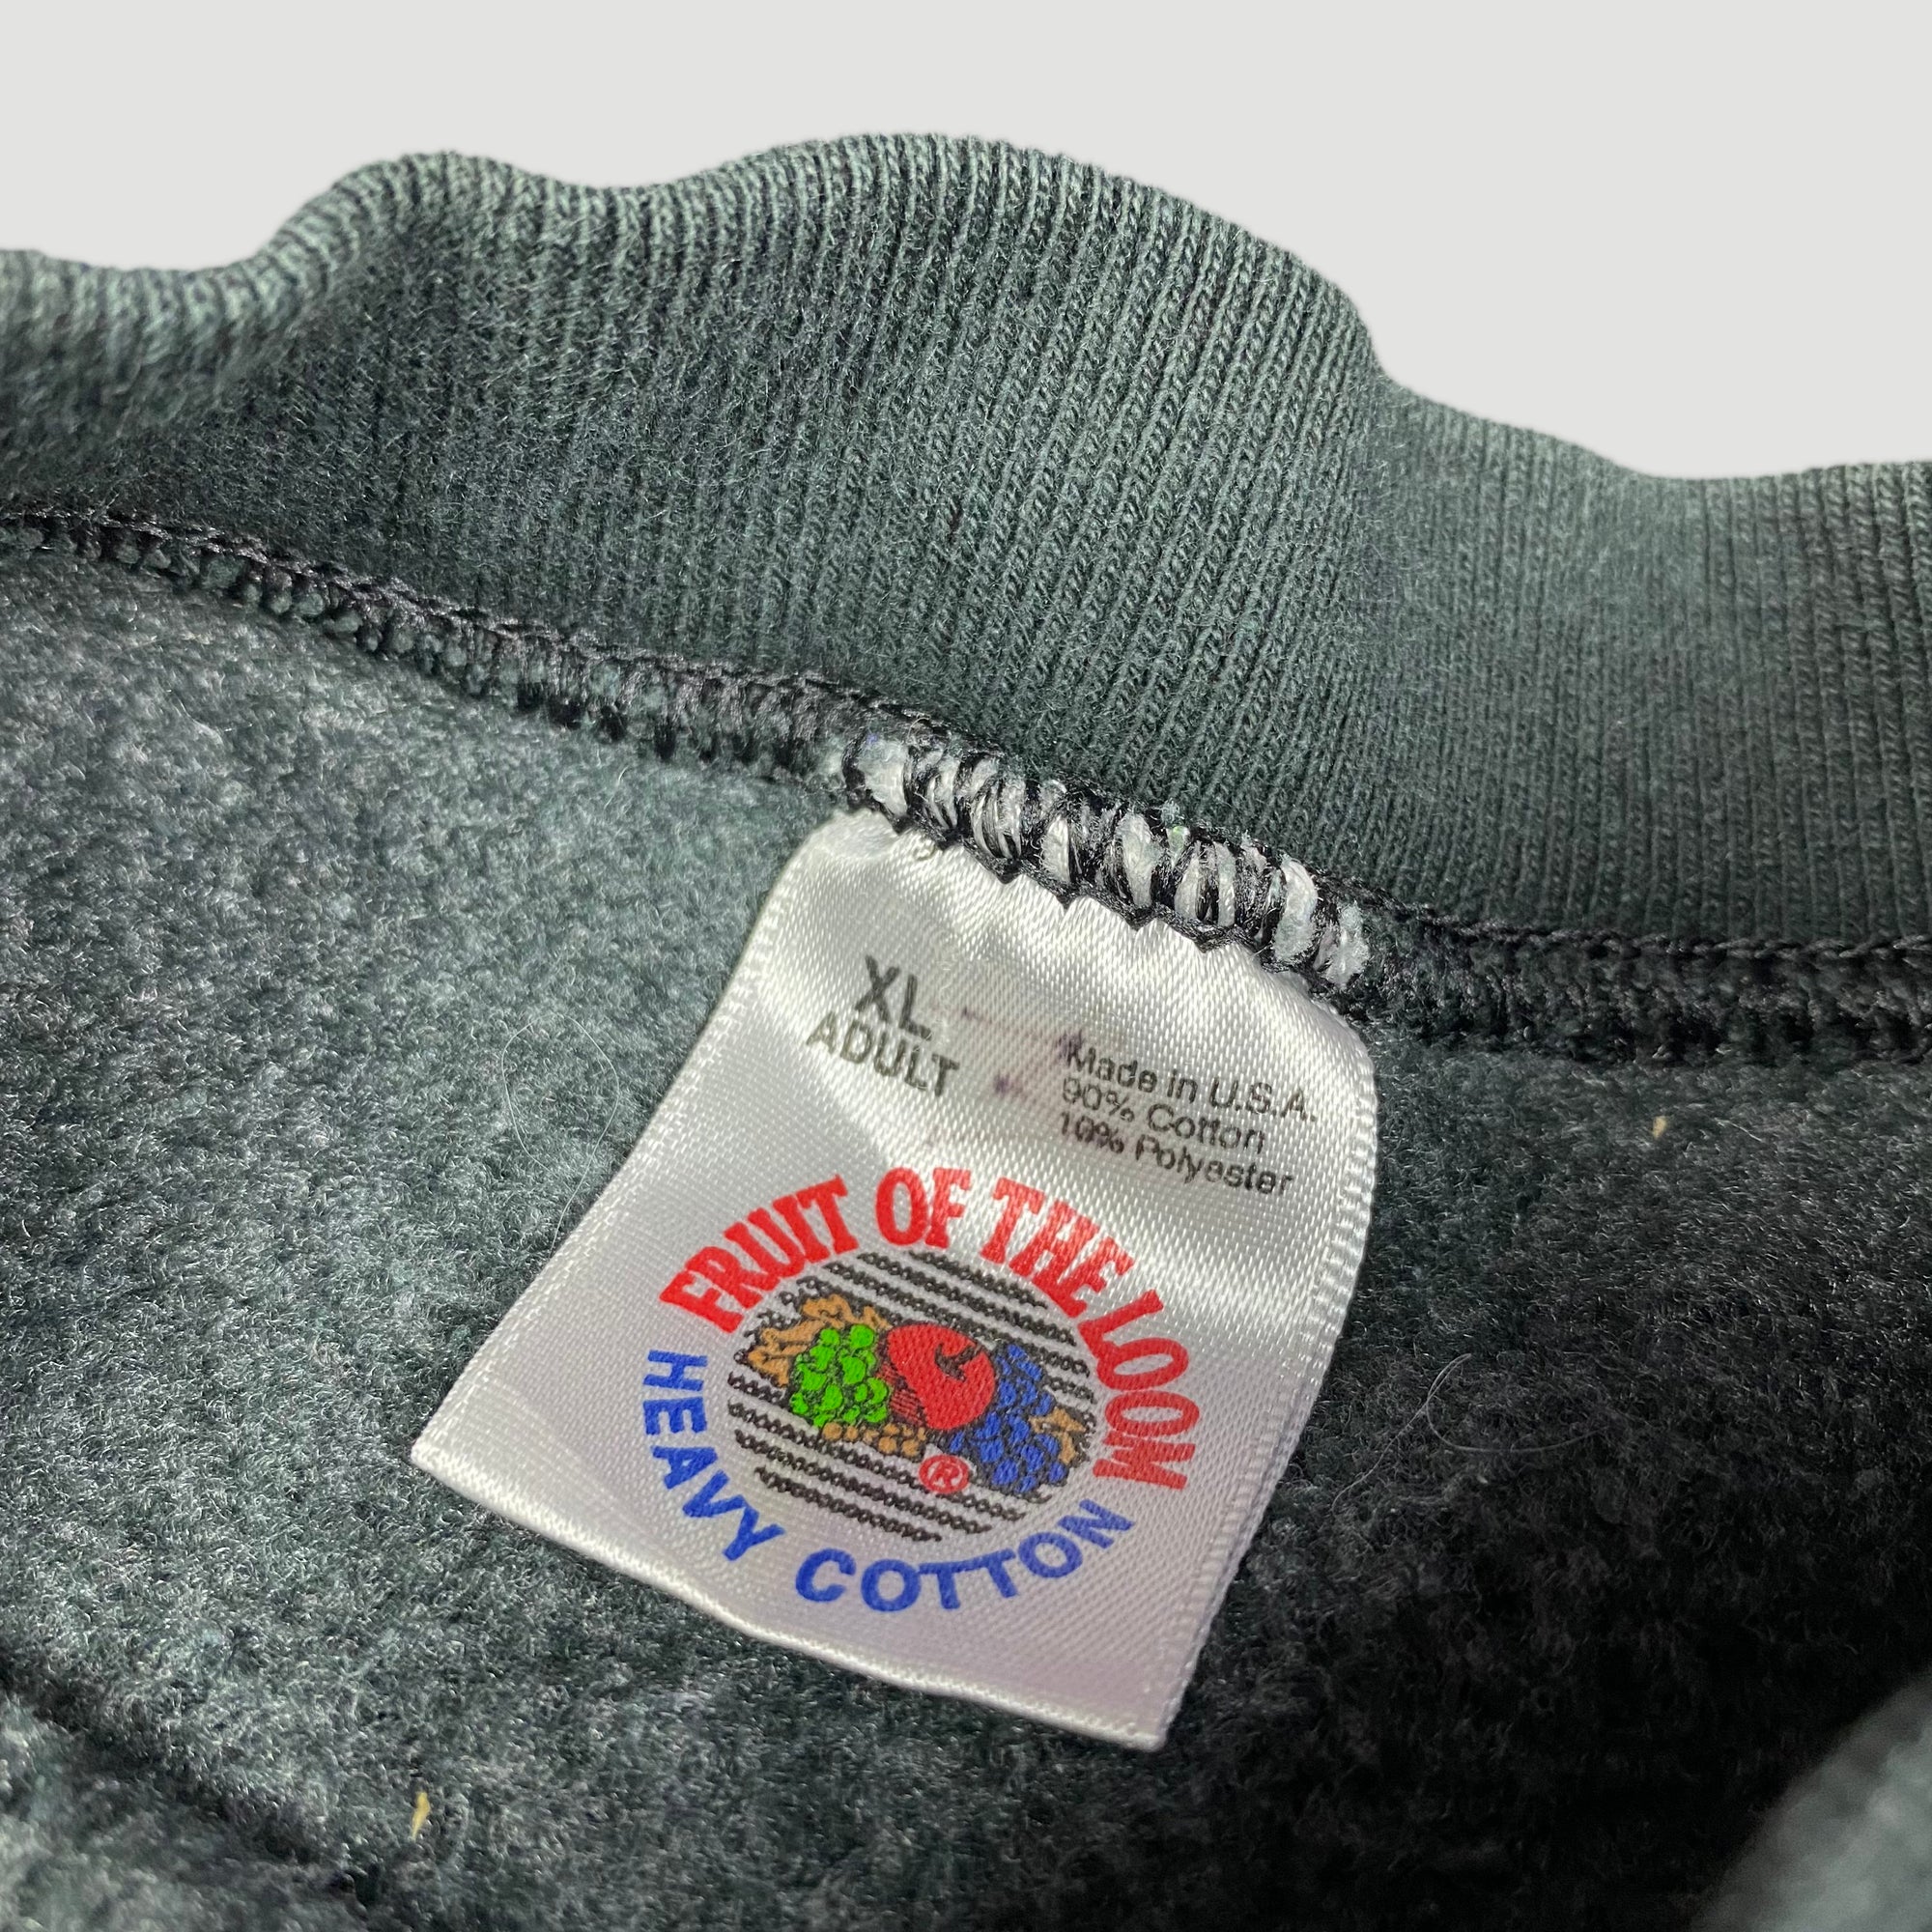 XL
ADULT
Made in U.S.A.
90% Cotton
10% Polyester
FRUIT OF THE LOOM
®
HEAVY COTTON